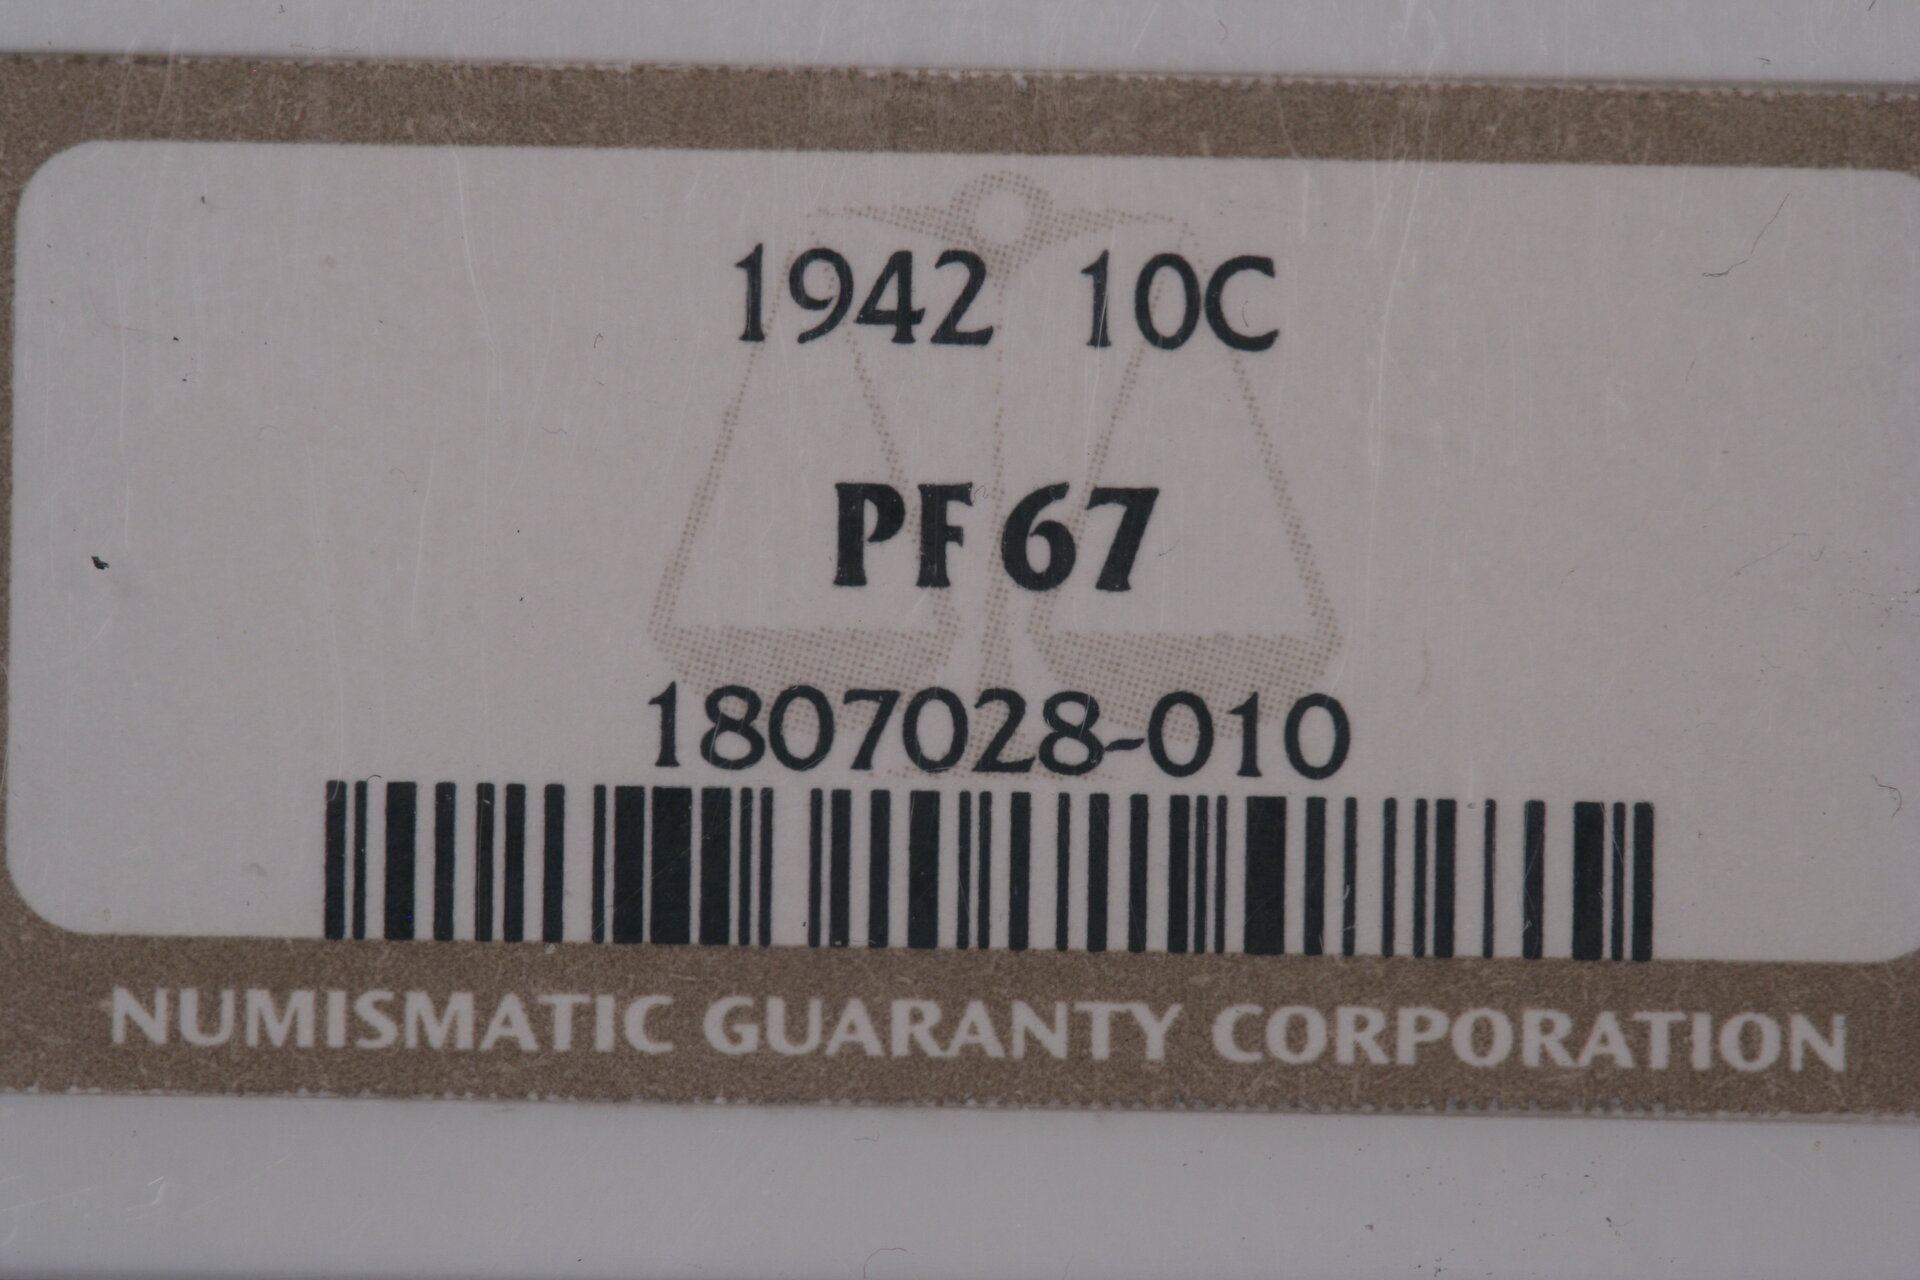 1942 10C
PF 67
1807028-010
NUMISMATIC GUARANTY CORPORATION